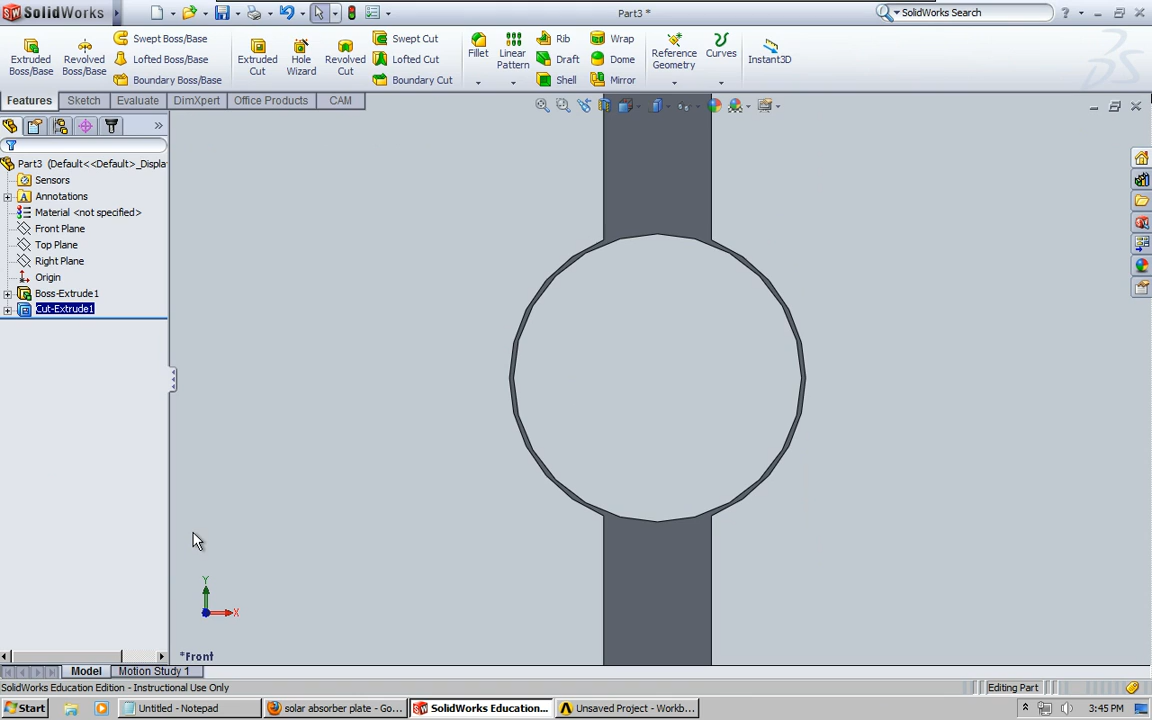 SolidWorks
Part3 *
SolidWorks Search
Extruded Boss/Base
Revolved Boss/Base
Swept Boss/Base
Lofted Boss/Base
Boundary Boss/Base
Extruded Cut
Hole Wizard
Revolved Cut
Swept Cut
Lofted Cut
Boundary Cut
Fillet
Linear Pattern
Rib
Draft
Shell
Wrap
Dome
Mirror
Reference Geometry
Curves
Instant3D
Features
Sketch
Evaluate
DimXpert
Office Products
CAM
Part3 (Default<<Default>_Displa
Sensors
Annotations
Material <not specified>
Front Plane
Top Plane
Right Plane
Origin
Boss-Extrude1
Cut-Extrude1
Y
X
*Front
Model
Motion Study 1
SolidWorks Education Edition - Instructional Use Only
Editing Part
Start
Untitled - Notepad
solar absorber plate - Go...
SolidWorks Education...
Unsaved Project - Workb...
3:45 PM